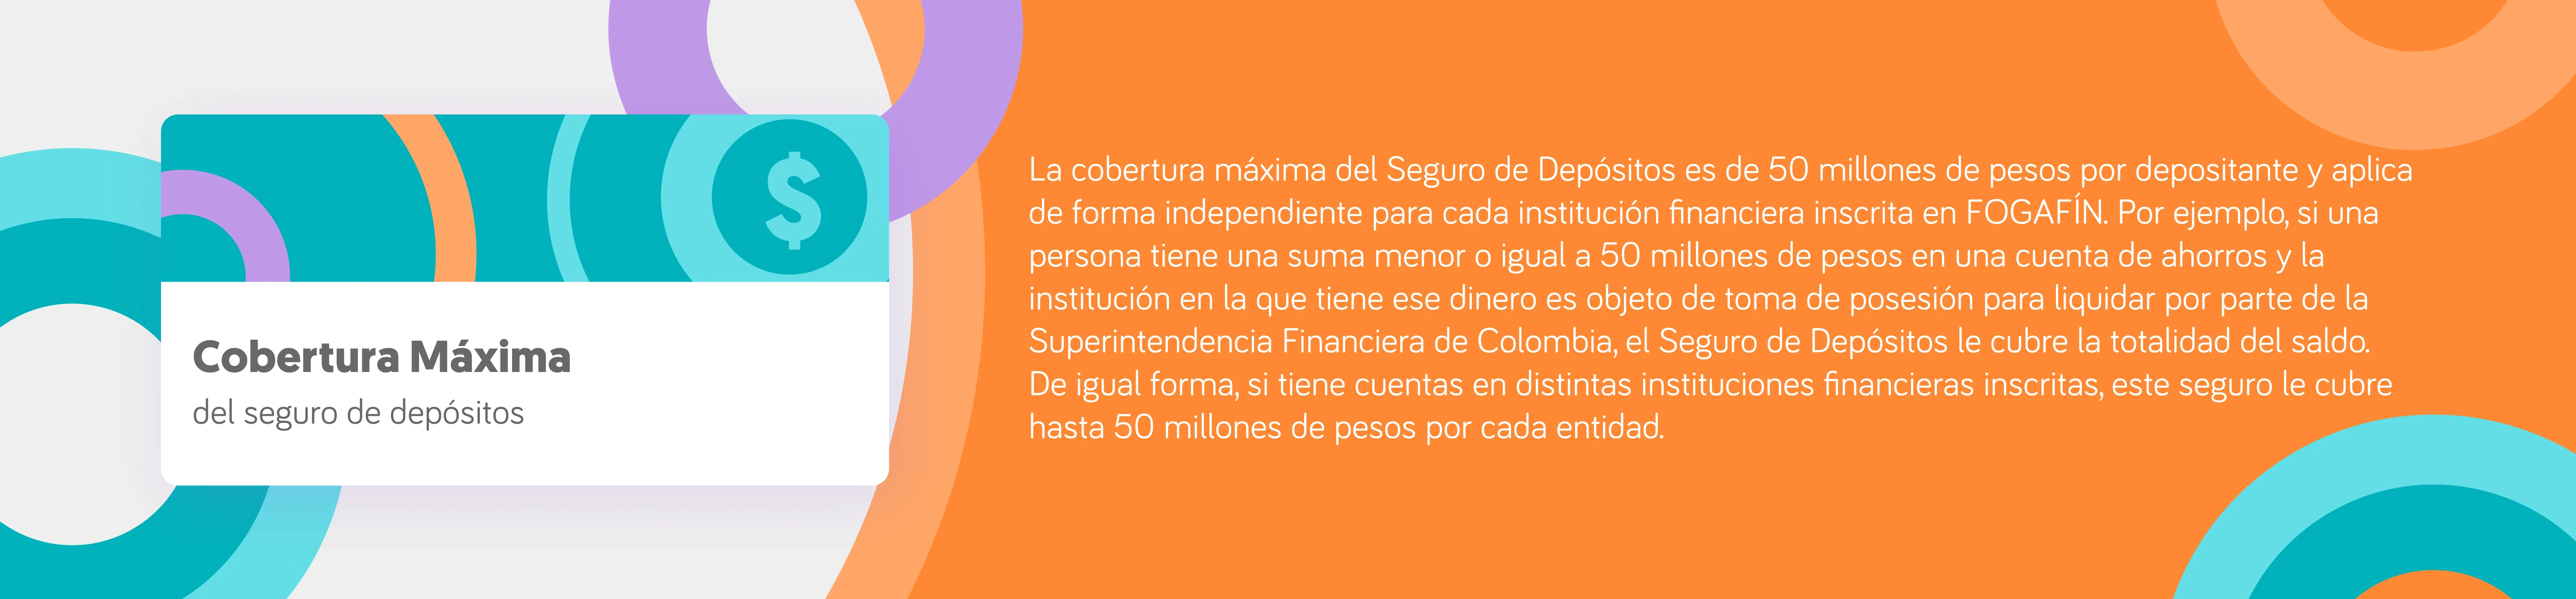 $
Cobertura Máxima
del seguro de depósitos
La cobertura máxima del Seguro de Depósitos es de 50 millones de pesos por depositante y aplica
de forma independiente para cada institución financiera inscrita en FOGAFÍN. Por ejemplo, si una
persona tiene una suma menor o igual a 50 millones de pesos en una cuenta de ahorros y la
institución en la que tiene ese dinero es objeto de toma de posesión para liquidar por parte de la
Superintendencia Financiera de Colombia, el Seguro de Depósitos le cubre la totalidad del saldo.
De igual forma, si tiene cuentas en distintas instituciones financieras inscritas, este seguro le cubre
hasta 50 millones de pesos por cada entidad.